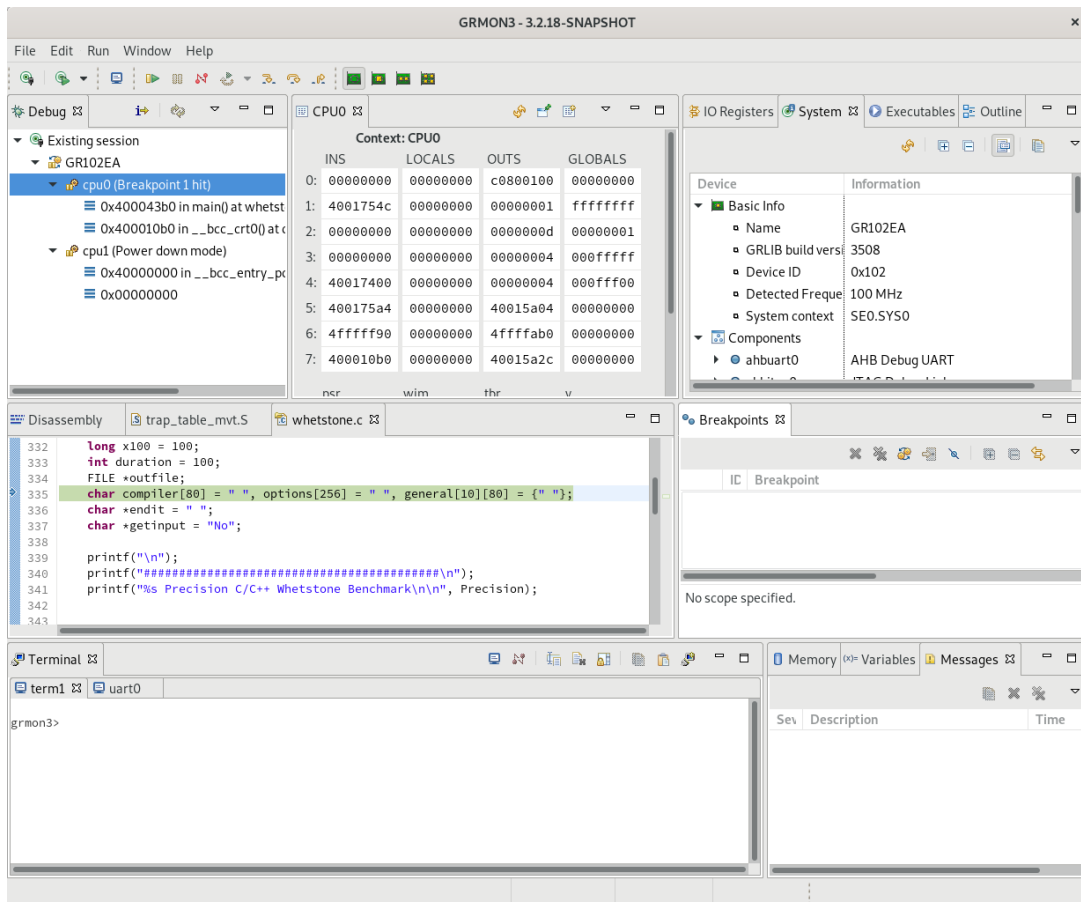 GRMON3 - 3.2.18-SNAPSHOT
File Edit Run Window Help
Debug
Existing session
GR102EA
cpu0 (Breakpoint 1 hit)
0x400043b0 in main() at whetst
0x400010b0 in __bcc_crt0() at
cpu1 (Power down mode)
0x40000000 in __bcc_entry_po
0x00000000
CPU0
Context: CPU0
INS LOCALS OUTS GLOBALS
0: 00000000 00000000 c0800100 00000000
1: 4001754c 00000000 00000001 ffffffff
2: 00000000 00000000 0000000d 00000001
3: 00000000 00000000 00000004 000fffff
4: 40017400 00000000 00000004 000fff00
5: 400175a4 00000000 40015a04 00000000
6: 4fffff90 00000000 4ffffab0 00000000
7: 400010b0 00000000 40015a2c 00000000
psr wim tbr y
IO Registers System Executables Outline
Device Information
Basic Info
Name GR102EA
GRLIB build versi 3508
Device ID 0x102
Detected Freque 100 MHz
System context SE0.SYS0
Components
ahbuart0 AHB Debug UART
Disassembly trap_table_mvt.S whetstone.c
332 long x100 = 100;
333 int duration = 100;
334 FILE *outfile;
335 char compiler[80] = " ", options[256] = " ", general[10][80] = {" "};
336 char *endit = " ";
337 char *getinput = "No";
338
339 printf("\n");
340 printf("##########################################\n");
341 printf("%s Precision C/C++ Whetstone Benchmark\n\n", Precision);
342
343
Breakpoints
Breakpoint
No scope specified.
Terminal
term1 uart0
grmon3>
Memory (x)= Variables Messages
Sev Description Time